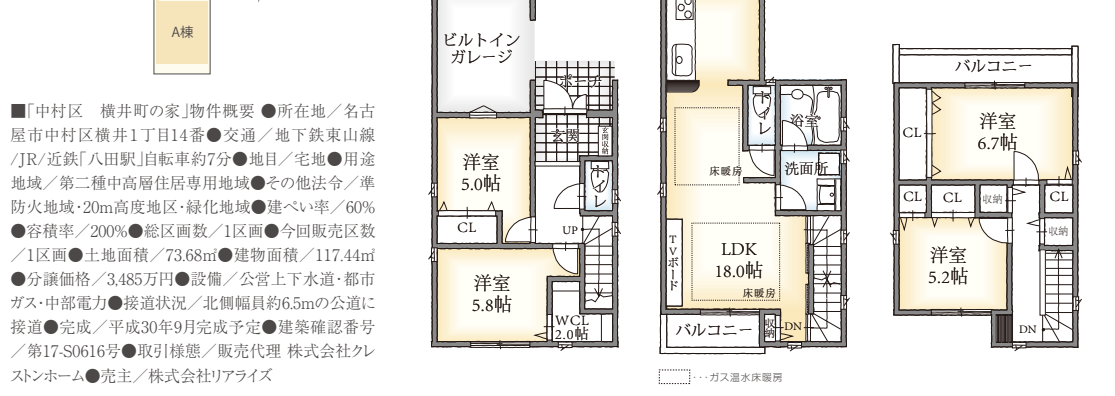 A棟
■「中村区　横井町の家」物件概要 ●所在地／名古
屋市中村区横井1丁目14番●交通／地下鉄東山線
/JR/近鉄「八田駅」自転車約7分●地目／宅地●用途
地域／第二種中高層住居専用地域●その他法令／準
防火地域・20m高度地区・緑化地域●建ぺい率／60%
●容積率／200%●総区画数／1区画●今回販売区数
／1区画●土地面積／73.68㎡●建物面積／117.44㎡
●分譲価格／3,485万円●設備／公営上下水道・都市
ガス・中部電力●接道状況／北側幅員約6.5mの公道に
接道●完成／平成30年9月完成予定●建築確認番号
／第17-S0616号●取引様態／販売代理 株式会社クレ
ストンホーム●売主／株式会社リアライズ
ビルトイン
ガレージ
ポーチ
玄関
玄関収納
洋室
5.0帖
トイレ
CL
UP
洋室
5.8帖
WCL
2.0帖
トイレ
浴室
床暖房
洗面所
TVボード
LDK
18.0帖
床暖房
バルコニー
収納
DN
・・・ガス温水床暖房
バルコニー
CL
洋室
6.7帖
CL
CL
収納
CL
収納
洋室
5.2帖
DN